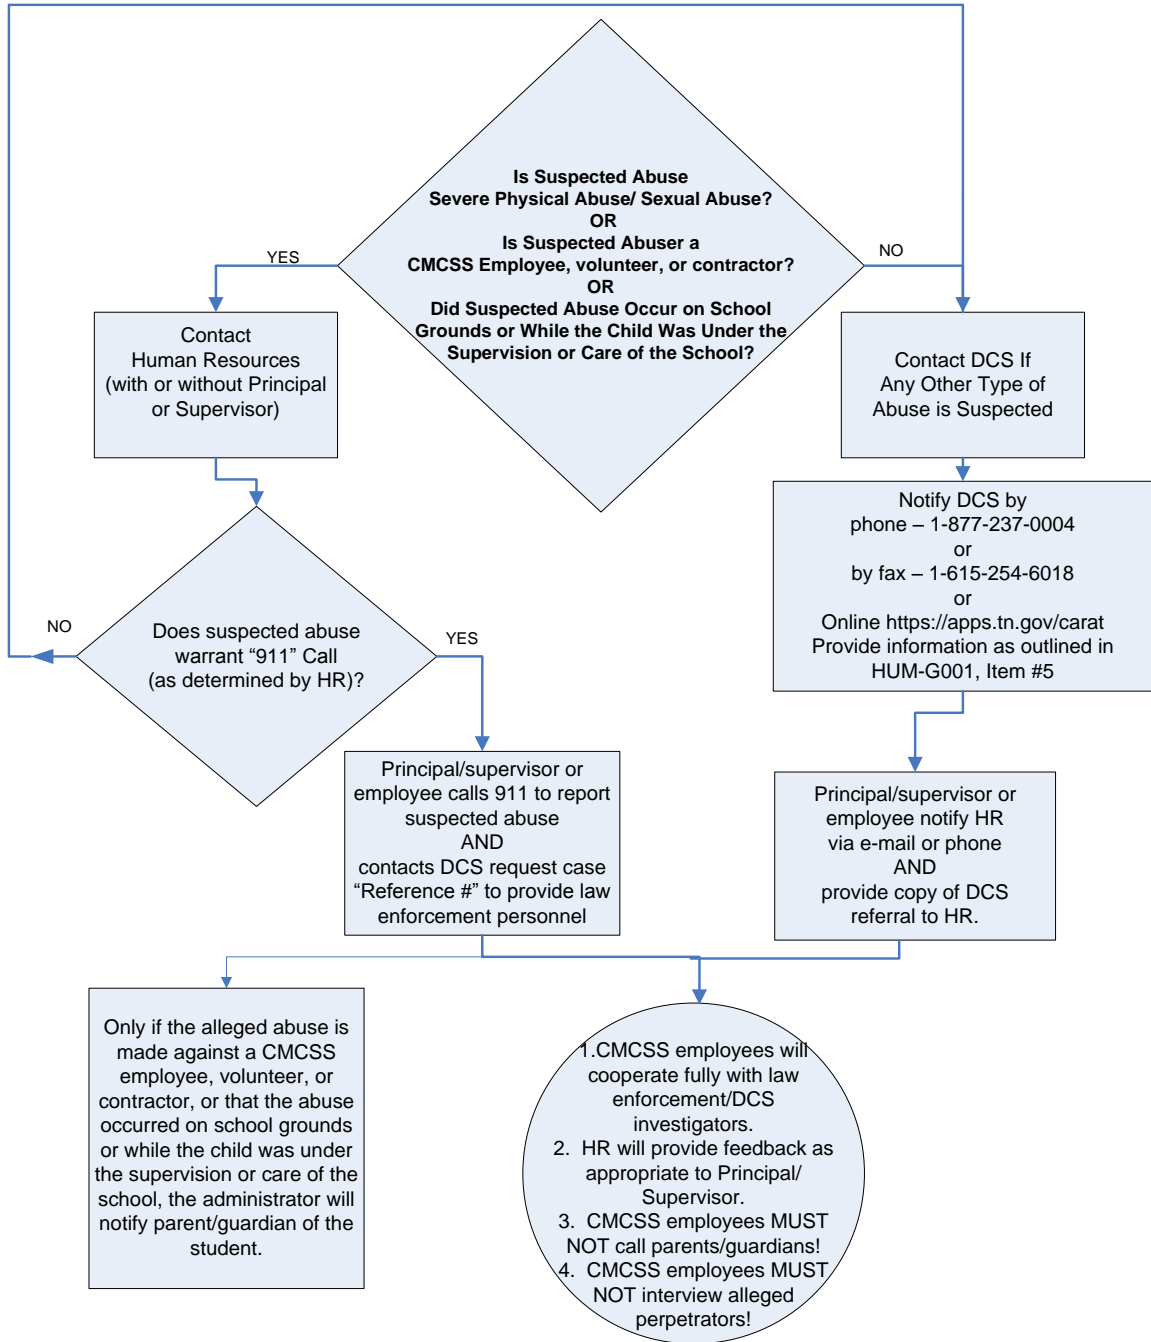 Is Suspected Abuse
Severe Physical Abuse/ Sexual Abuse?
OR
Is Suspected Abuser a
CMCSS Employee, volunteer, or contractor?
OR
Did Suspected Abuse Occur on School
Grounds or While the Child Was Under the
Supervision or Care of the School?
YES
NO
Contact
Human Resources
(with or without Principal
or Supervisor)
Contact DCS If
Any Other Type of
Abuse is Suspected
Notify DCS by
phone – 1-877-237-0004
or
by fax – 1-615-254-6018
or
Online https://apps.tn.gov/carat
Provide information as outlined in
HUM-G001, Item #5
NO
Does suspected abuse
warrant “911” Call
(as determined by HR)?
YES
Principal/supervisor or
employee calls 911 to report
suspected abuse
AND
contacts DCS request case
“Reference #” to provide law
enforcement personnel
Principal/supervisor or
employee notify HR
via e-mail or phone
AND
provide copy of DCS
referral to HR.
Only if the alleged abuse is
made against a CMCSS
employee, volunteer, or
contractor, or that the abuse
occurred on school grounds
or while the child was under
the supervision or care of the
school, the administrator will
notify parent/guardian of the
student.
1.CMCSS employees will
cooperate fully with law
enforcement/DCS
investigators.
2. HR will provide feedback as
appropriate to Principal/
Supervisor.
3. CMCSS employees MUST
NOT call parents/guardians!
4. CMCSS employees MUST
NOT interview alleged
perpetrators!